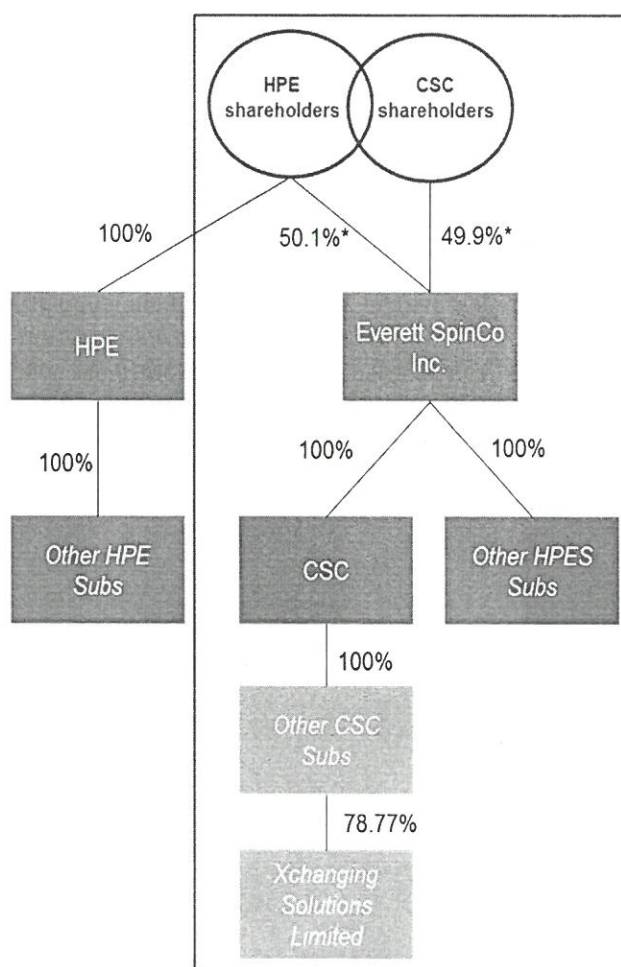 HPE
shareholders
CSC
shareholders
100%
50.1%*
49.9%*
HPE
Everett SpinCo
Inc.
100%
100%
100%
Other HPE
Subs
CSC
Other HPES
Subs
100%
Other CSC
Subs
78.77%
Xchanging
Solutions
Limited